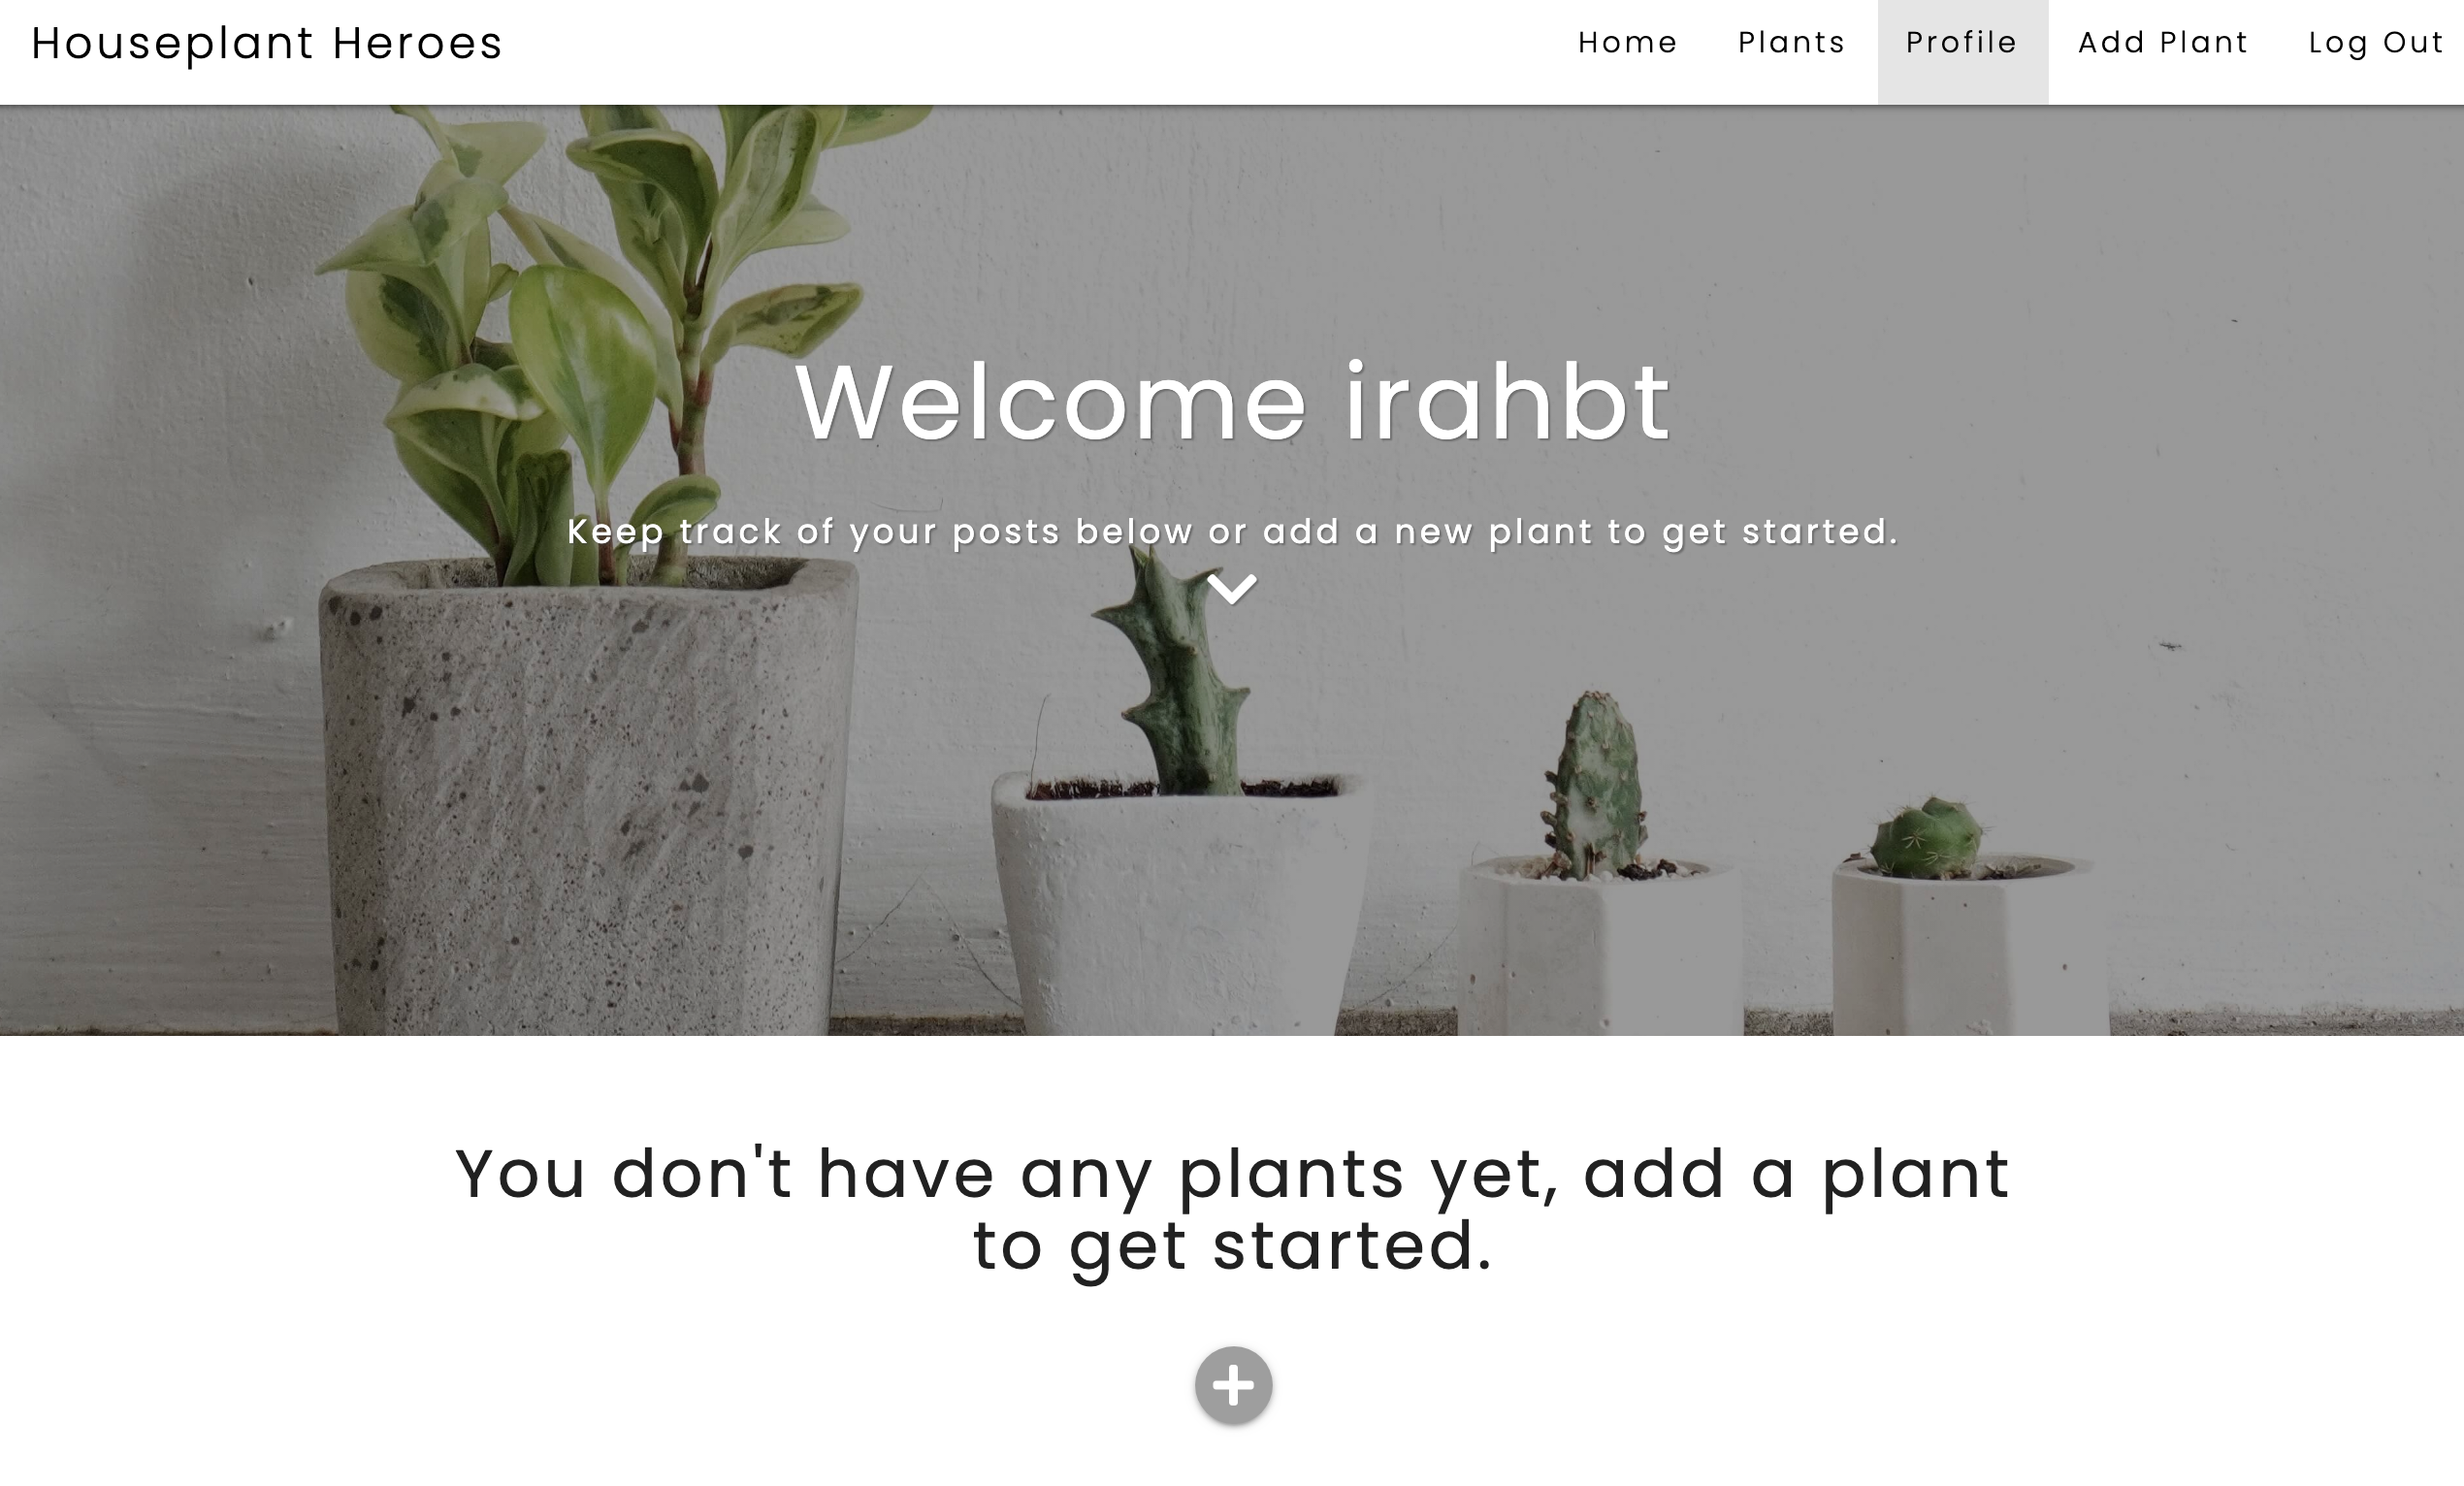 Houseplant Heroes
Home Plants Profile Add Plant Log Out
Welcome irahbt
Keep track of your posts below or add a new plant to get started.
You don't have any plants yet, add a plant
to get started.